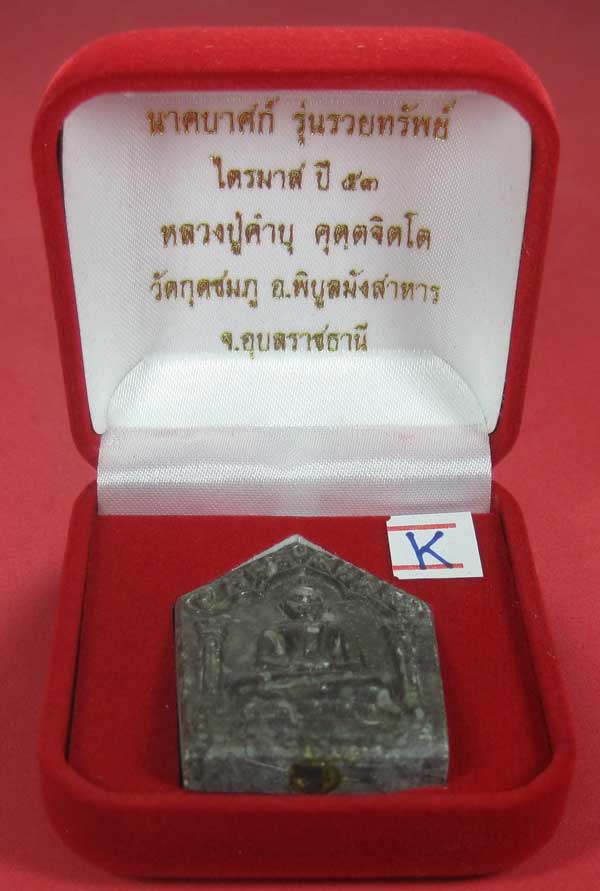 นาคบาศก์ รุ่นรวยทรัพย์
ไตรมาส ปี ๕๓
หลวงปู่คำบุ คุตฺตจิตฺโต
วัดกุดชมภู อ.พิบูลมังสาหาร
จ.อุบลราชธานี
K